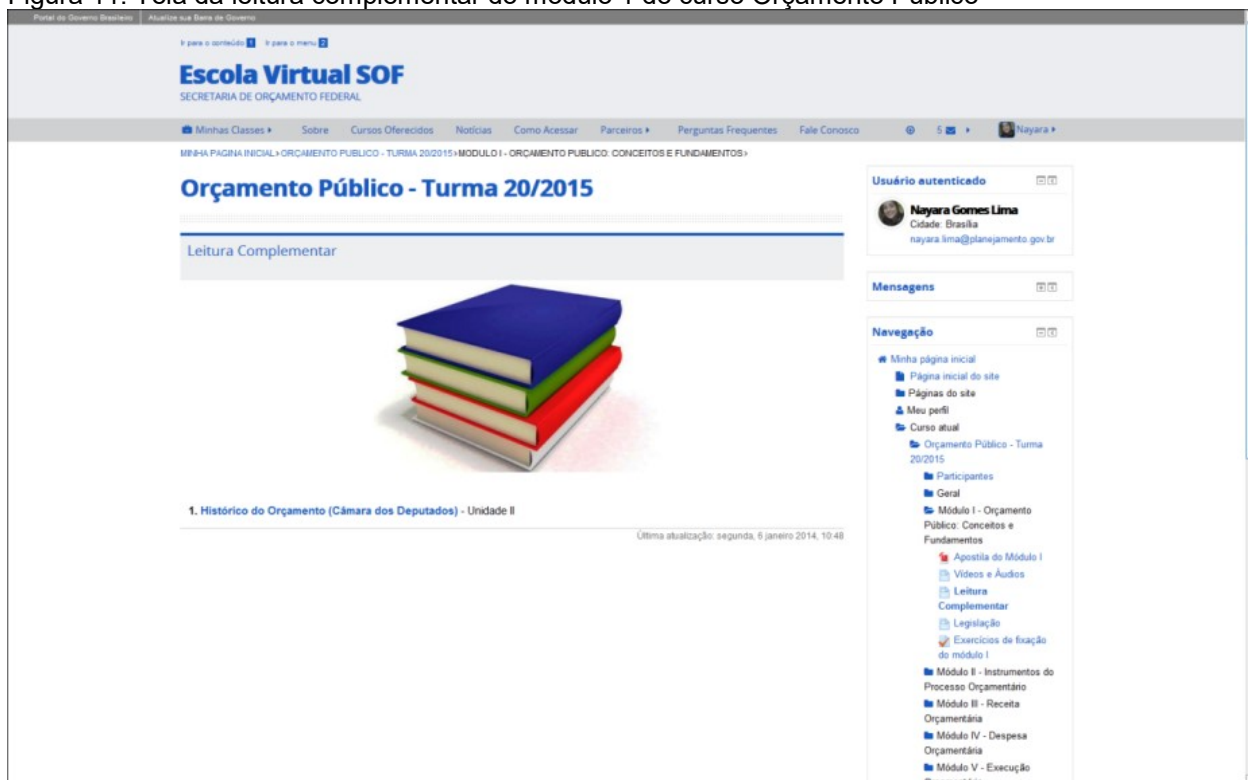 Figura 11: Tela da leitura complementar do módulo 1 do curso Orçamento Público
Portal do Governo Brasileiro Atualize sua Barra de Governo
Ir para o conteúdo 1 Ir para o menu 2
Escola Virtual SOF
SECRETARIA DE ORÇAMENTO FEDERAL
Minhas Classes Sobre Cursos Oferecidos Notícias Como Acessar Parceiros Perguntas Frequentes Fale Conosco 5 Nayara
MINHA PAGINA INICIAL › ORÇAMENTO PUBLICO - TURMA 20/2015 › MODULO I - ORÇAMENTO PUBLICO: CONCEITOS E FUNDAMENTOS ›
Orçamento Público - Turma 20/2015
Leitura Complementar
1. Histórico do Orçamento (Câmara dos Deputados) - Unidade II
Última atualização: segunda, 6 janeiro 2014, 10:48
Usuário autenticado
Nayara Gomes Lima
Cidade: Brasília
nayara.lima@planejamento.gov.br
Mensagens
Navegação
Minha página inicial
Página inicial do site
Páginas do site
Meu perfil
Curso atual
Orçamento Público - Turma
20/2015
Participantes
Geral
Módulo I - Orçamento
Público: Conceitos e
Fundamentos
Apostila do Módulo I
Vídeos e Áudios
Leitura
Complementar
Legislação
Exercícios de fixação
do módulo I
Módulo II - Instrumentos do
Processo Orçamentário
Módulo III - Receita
Orçamentária
Módulo IV - Despesa
Orçamentária
Módulo V - Execução